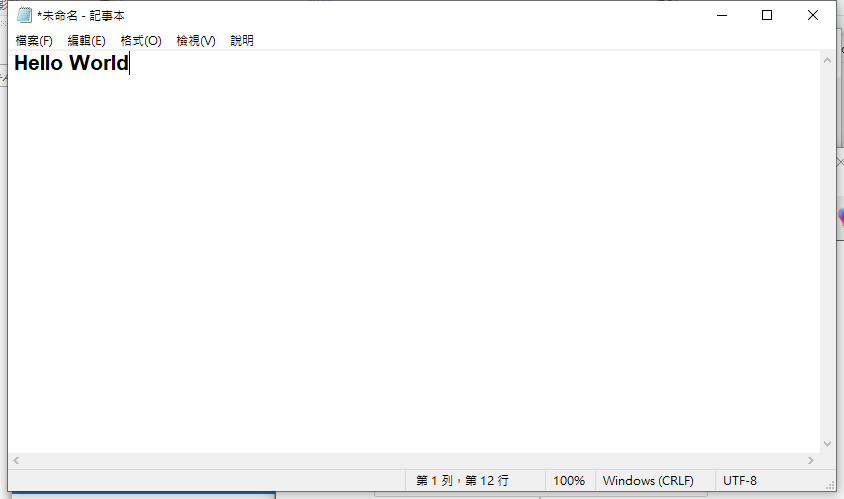 *未命名 - 記事本
檔案(F) 編輯(E) 格式(O) 檢視(V) 說明
Hello World
第 1 列，第 12 行 100% Windows (CRLF) UTF-8